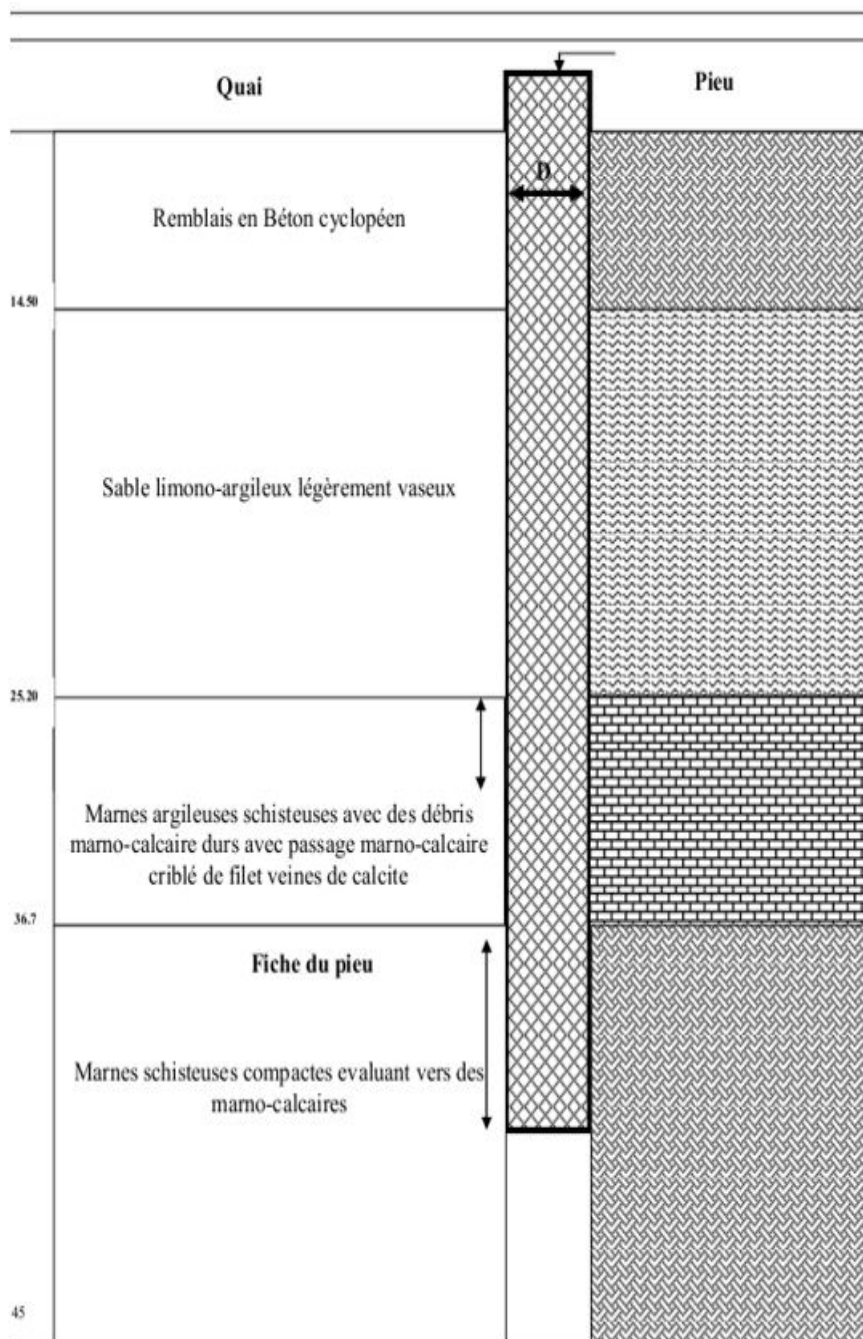 Quai
Pieu
D
Remblais en Béton cyclopéen
14.50
Sable limono-argileux légèrement vaseux
25.20
Marnes argileuses schisteuses avec des débris
marno-calcaire durs avec passage marno-calcaire
criblé de filet veines de calcite
36.7
Fiche du pieu
Marnes schisteuses compactes evaluant vers des
marno-calcaires
45